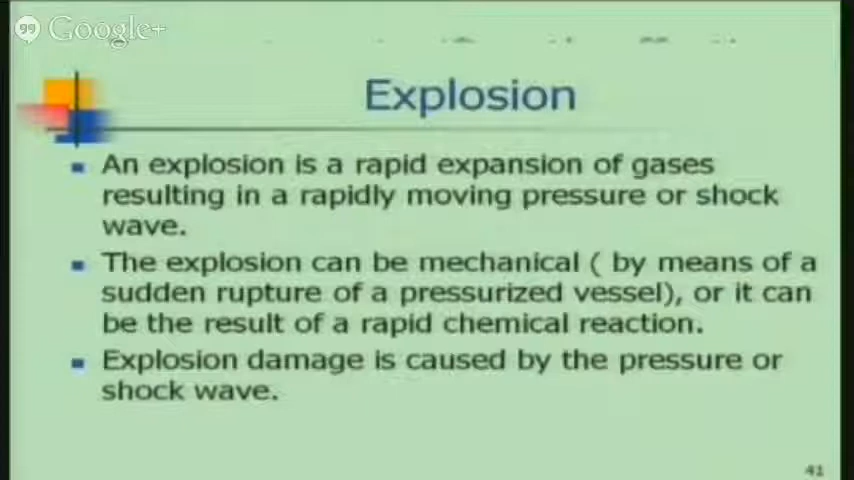 Google+
Explosion
An explosion is a rapid expansion of gases
resulting in a rapidly moving pressure or shock
wave.
The explosion can be mechanical ( by means of a
sudden rupture of a pressurized vessel), or it can
be the result of a rapid chemical reaction.
Explosion damage is caused by the pressure or
shock wave.
41